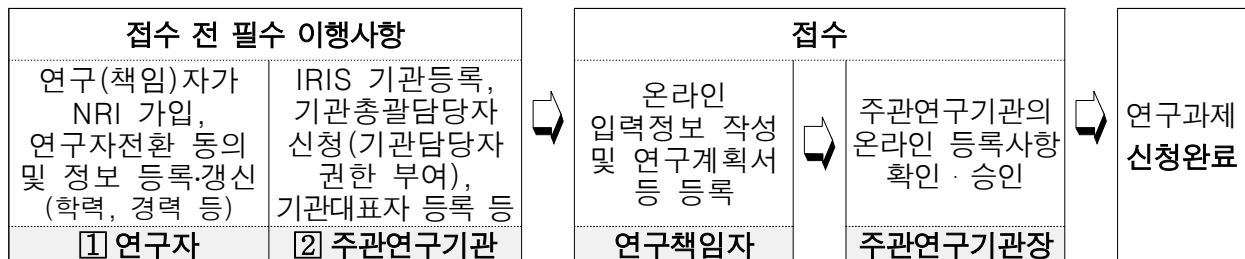 접수 전 필수 이행사항
연구(책임)자가
NRI 가입,
연구자전환 동의
및 정보 등록·갱신
(학력, 경력 등)
1 연구자
IRIS 기관등록,
기관총괄담당자
신청(기관담당자
권한 부여),
기관대표자 등록 등
2 주관연구기관
접수
온라인
입력정보 작성
및 연구계획서
등 등록
연구책임자
주관연구기관의
온라인 등록사항
확인 · 승인
주관연구기관장
연구과제
신청완료